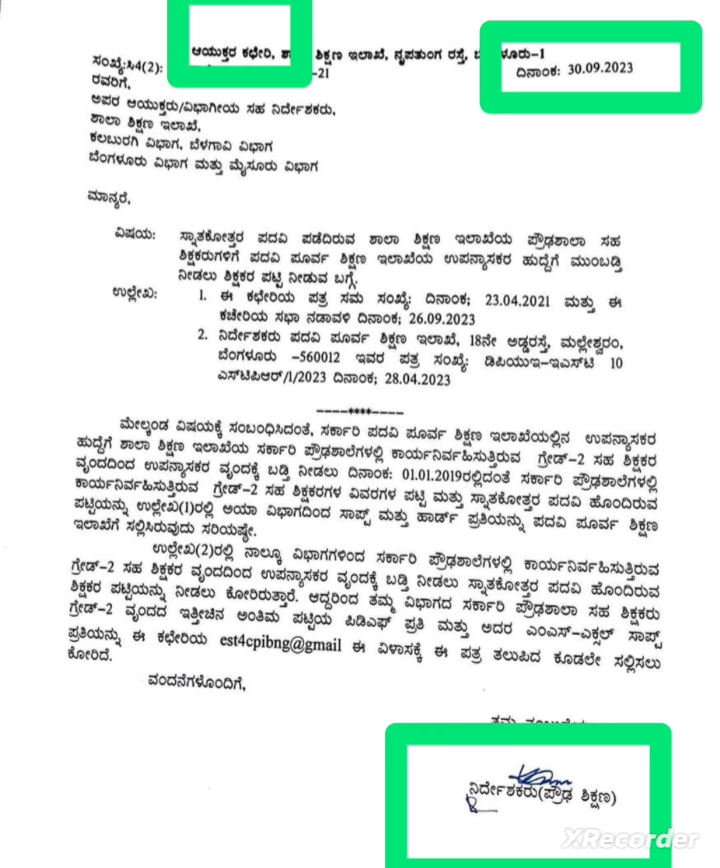 ಆಯುಕ್ತರ ಕಛೇರಿ, ಶಾಲಾ ಶಿಕ್ಷಣ ಇಲಾಖೆ, ನೃಪತುಂಗ ರಸ್ತೆ, ಬೆಂಗಳೂರು-1
ಸಂಖ್ಯೆ:ಸಿ4(2): -21 ದಿನಾಂಕ: 30.09.2023
ರವರಿಗೆ,
ಅಪರ ಆಯುಕ್ತರು/ವಿಭಾಗೀಯ ಸಹ ನಿರ್ದೇಶಕರು,
ಶಾಲಾ ಶಿಕ್ಷಣ ಇಲಾಖೆ,
ಕಲಬುರಗಿ ವಿಭಾಗ, ಬೆಳಗಾವಿ ವಿಭಾಗ
ಬೆಂಗಳೂರು ವಿಭಾಗ ಮತ್ತು ಮೈಸೂರು ವಿಭಾಗ
ಮಾನ್ಯರೆ,
ವಿಷಯ: ಸ್ನಾತಕೋತ್ತರ ಪದವಿ ಪಡೆದಿರುವ ಶಾಲಾ ಶಿಕ್ಷಣ ಇಲಾಖೆಯ ಪ್ರೌಢಶಾಲಾ ಸಹ
ಶಿಕ್ಷಕರುಗಳಿಗೆ ಪದವಿ ಪೂರ್ವ ಶಿಕ್ಷಣ ಇಲಾಖೆಯ ಉಪನ್ಯಾಸಕರ ಹುದ್ದೆಗೆ ಮುಂಬಡ್ತಿ
ನೀಡಲು ಶಿಕ್ಷಕರ ಪಟ್ಟಿ ನೀಡುವ ಬಗ್ಗೆ.
ಉಲ್ಲೇಖ: 1. ಈ ಕಛೇರಿಯ ಪತ್ರ ಸಮ ಸಂಖ್ಯೆ: ದಿನಾಂಕ; 23.04.2021 ಮತ್ತು ಈ
ಕಚೇರಿಯ ಸಭಾ ನಡಾವಳಿ ದಿನಾಂಕ; 26.09.2023
2. ನಿರ್ದೇಶಕರು ಪದವಿ ಪೂರ್ವ ಶಿಕ್ಷಣ ಇಲಾಖೆ, 18ನೇ ಅಡ್ಡರಸ್ತೆ, ಮಲ್ಲೇಶ್ವರಂ,
ಬೆಂಗಳೂರು -560012 ಇವರ ಪತ್ರ ಸಂಖ್ಯೆ: ಡಿಪಿಯುಇ-ಇಎಸ್‌ಟಿ 10
ಎಸ್‌ಟಿಪಿಆರ್/1/2023 ದಿನಾಂಕ; 28.04.2023
----****----
ಮೇಲ್ಕಂಡ ವಿಷಯಕ್ಕೆ ಸಂಬಂಧಿಸಿದಂತೆ, ಸರ್ಕಾರಿ ಪದವಿ ಪೂರ್ವ ಶಿಕ್ಷಣ ಇಲಾಖೆಯಲ್ಲಿನ ಉಪನ್ಯಾಸಕರ
ಹುದ್ದೆಗೆ ಶಾಲಾ ಶಿಕ್ಷಣ ಇಲಾಖೆಯ ಸರ್ಕಾರಿ ಪ್ರೌಢಶಾಲೆಗಳಲ್ಲಿ ಕಾರ್ಯನಿರ್ವಹಿಸುತ್ತಿರುವ ಗ್ರೇಡ್-2 ಸಹ ಶಿಕ್ಷಕರ
ವೃಂದದಿಂದ ಉಪನ್ಯಾಸಕರ ವೃಂದಕ್ಕೆ ಬಡ್ತಿ ನೀಡಲು ದಿನಾಂಕ: 01.01.2019ರಲ್ಲಿದಂತೆ ಸರ್ಕಾರಿ ಪ್ರೌಢಶಾಲೆಗಳಲ್ಲಿ
ಕಾರ್ಯನಿರ್ವಹಿಸುತ್ತಿರುವ ಗ್ರೇಡ್-2 ಸಹ ಶಿಕ್ಷಕರಗಳ ವಿವರಗಳ ಪಟ್ಟಿ ಮತ್ತು ಸ್ನಾತಕೋತ್ತರ ಪದವಿ ಹೊಂದಿರುವ
ಪಟ್ಟಿಯನ್ನು ಉಲ್ಲೇಖ(1)ರಲ್ಲಿ ಅಯಾ ವಿಭಾಗದಿಂದ ಸಾಪ್ಟ್ ಮತ್ತು ಹಾರ್ಡ್ ಪ್ರತಿಯನ್ನು ಪದವಿ ಪೂರ್ವ ಶಿಕ್ಷಣ
ಇಲಾಖೆಗೆ ಸಲ್ಲಿಸಿರುವುದು ಸರಿಯಷ್ಠೇ.
ಉಲ್ಲೇಖ(2)ರಲ್ಲಿ ನಾಲ್ಕೂ ವಿಭಾಗಗಳಿಂದ ಸರ್ಕಾರಿ ಪ್ರೌಢಶಾಲೆಗಳಲ್ಲಿ ಕಾರ್ಯನಿರ್ವಹಿಸುತ್ತಿರುವ
ಗ್ರೇಡ್-2 ಸಹ ಶಿಕ್ಷಕರ ವೃಂದದಿಂದ ಉಪನ್ಯಾಸಕರ ವೃಂದಕ್ಕೆ ಬಡ್ತಿ ನೀಡಲು ಸ್ನಾತಕೋತ್ತರ ಪದವಿ ಹೊಂದಿರುವ
ಶಿಕ್ಷಕರ ಪಟ್ಟಿಯನ್ನು ನೀಡಲು ಕೋರಿರುತ್ತಾರೆ. ಆದ್ದರಿಂದ ತಮ್ಮ ವಿಭಾಗದ ಸರ್ಕಾರಿ ಪ್ರೌಢಶಾಲಾ ಸಹ ಶಿಕ್ಷಕರು
ಗ್ರೇಡ್-2 ವೃಂದದ ಇತ್ತೀಚಿನ ಅಂತಿಮ ಪಟ್ಟಿಯ ಪಿಡಿಎಫ್ ಪ್ರತಿ ಮತ್ತು ಅದರ ಎಂಎಸ್-ಎಕ್ಸಲ್ ಸಾಪ್ಟ್
ಪ್ರತಿಯನ್ನು ಈ ಕಛೇರಿಯ est4cpibng@gmail ಈ ವಿಳಾಸಕ್ಕೆ ಈ ಪತ್ರ ತಲುಪಿದ ಕೂಡಲೇ ಸಲ್ಲಿಸಲು
ಕೋರಿದೆ.
ವಂದನೆಗಳೊಂದಿಗೆ,
ನಿರ್ದೇಶಕರು(ಪ್ರೌಢ ಶಿಕ್ಷಣ)
XRecorder